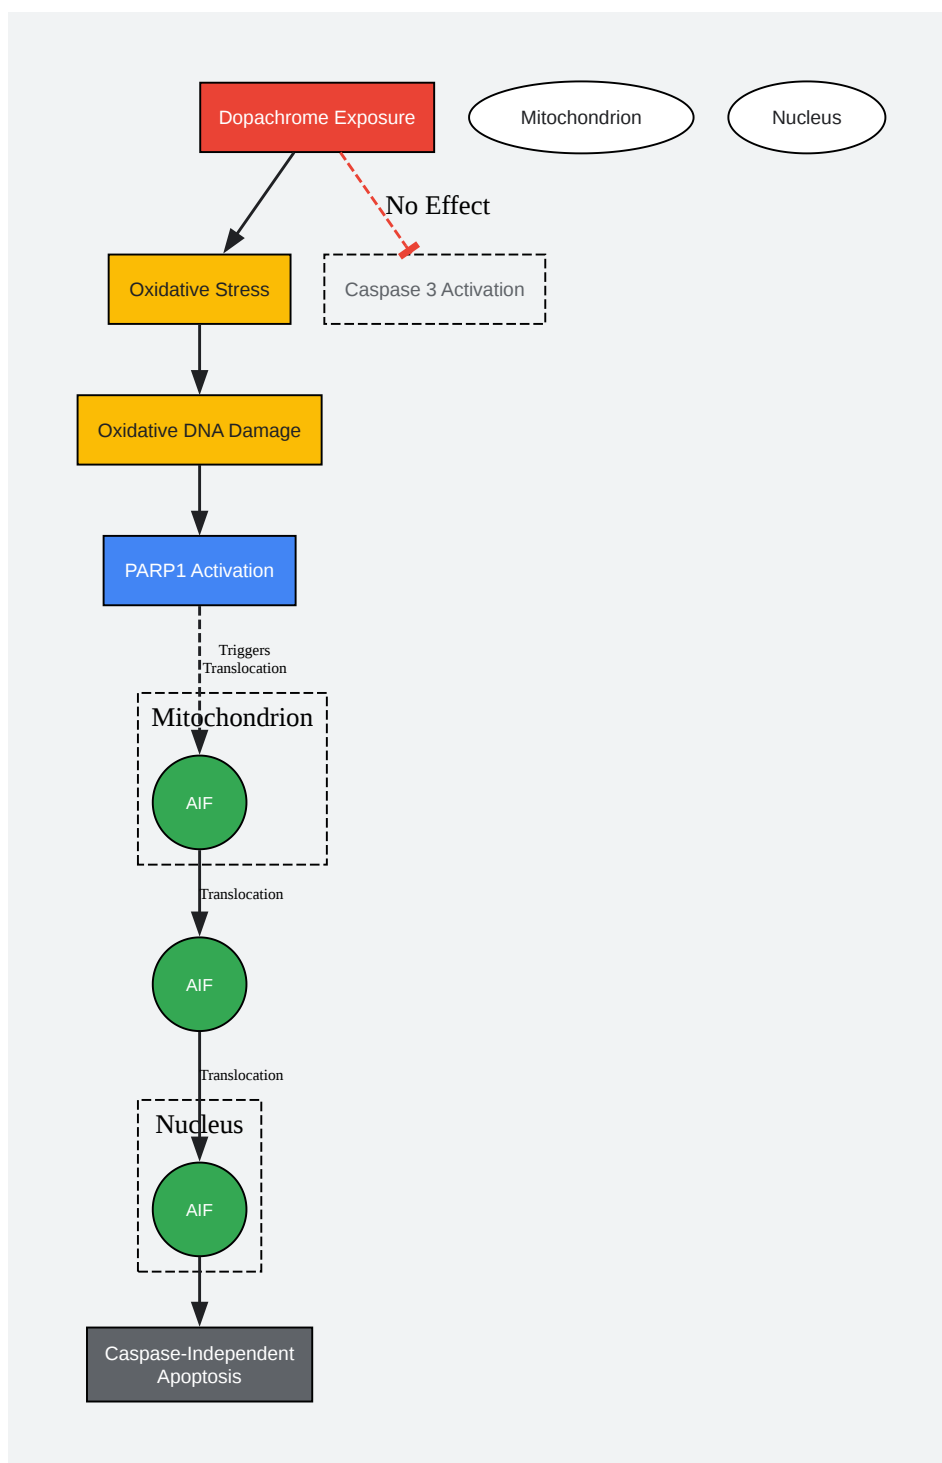 Dopachrome Exposure
Mitochondrion
Nucleus
No Effect
Oxidative Stress
Caspase 3 Activation
Oxidative DNA Damage
PARP1 Activation
Triggers
Translocation
Mitochondrion
AIF
Translocation
AIF
Translocation
Nucleus
AIF
Caspase-Independent
Apoptosis